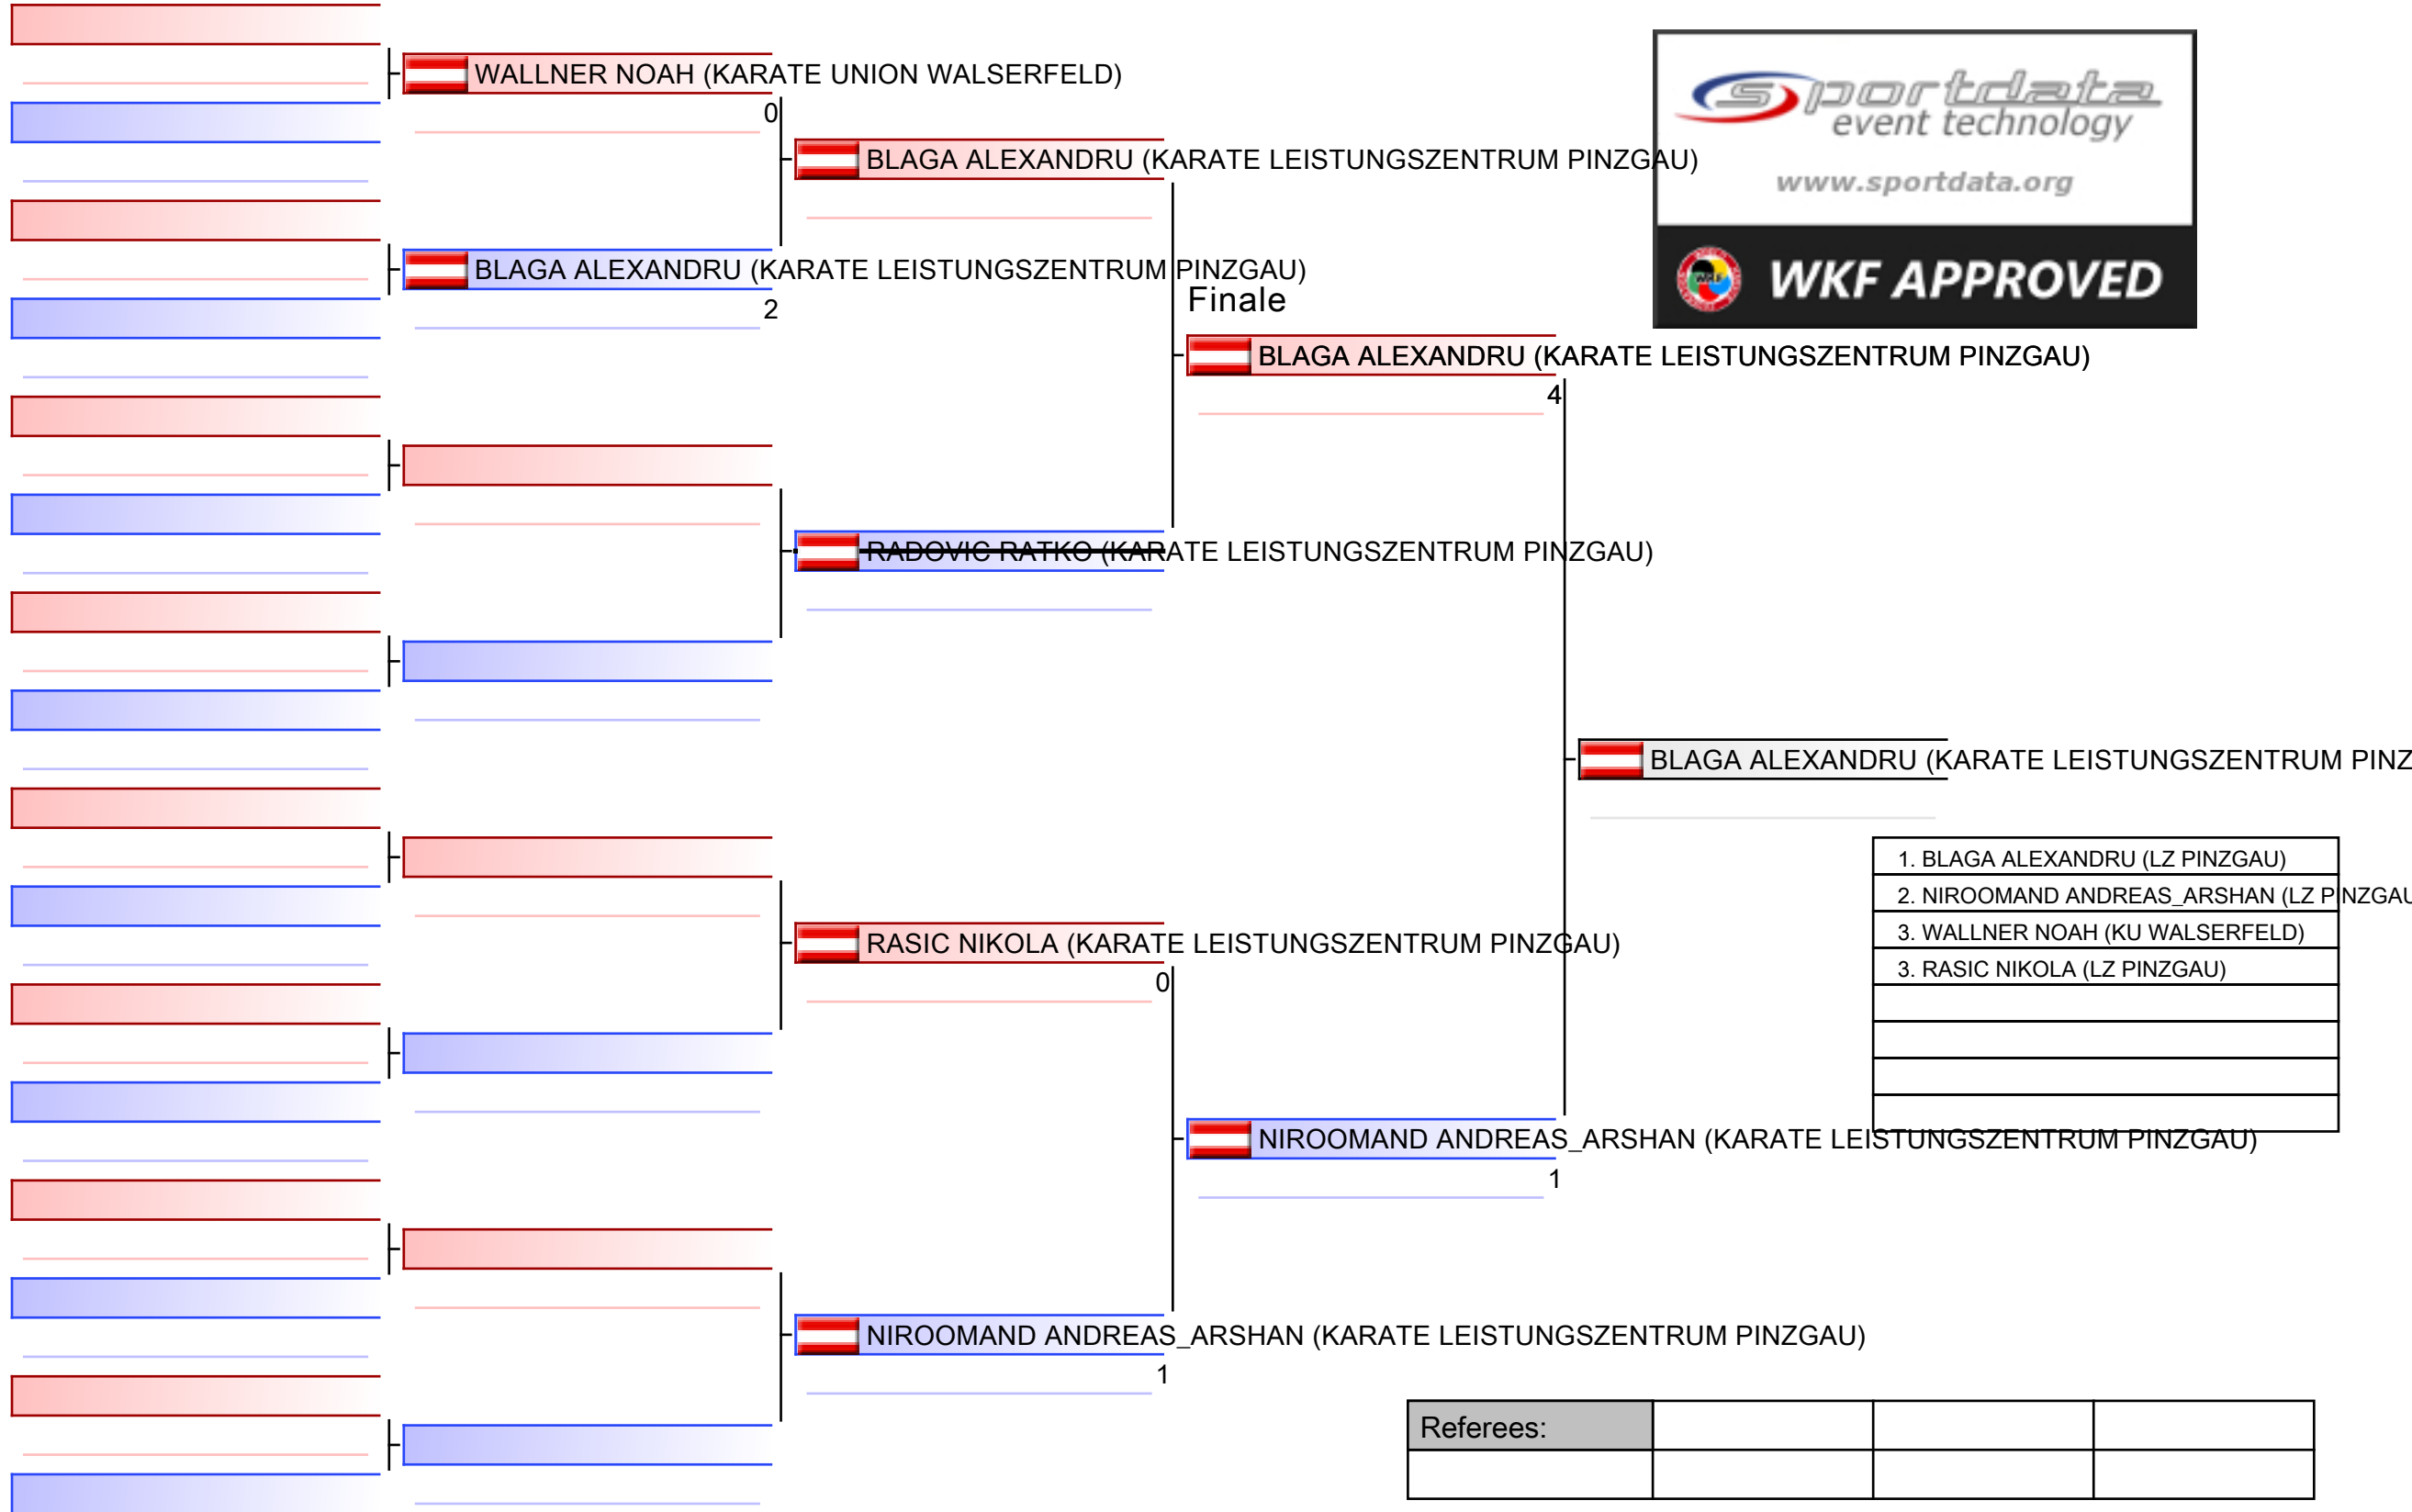 WALLNER NOAH (KARATE UNION WALSERFELD)
0
sportdata
event technology
www.sportdata.org
WKF APPROVED
BLAGA ALEXANDRU (KARATE LEISTUNGSZENTRUM PINZGAU)
BLAGA ALEXANDRU (KARATE LEISTUNGSZENTRUM PINZGAU)
2
Finale
BLAGA ALEXANDRU (KARATE LEISTUNGSZENTRUM PINZGAU)
4
RADOVIC RATKO (KARATE LEISTUNGSZENTRUM PINZGAU)
BLAGA ALEXANDRU (KARATE LEISTUNGSZENTRUM PINZ
1. BLAGA ALEXANDRU (LZ PINZGAU)
2. NIROOMAND ANDREAS_ARSHAN (LZ PINZGAU
3. WALLNER NOAH (KU WALSERFELD)
3. RASIC NIKOLA (LZ PINZGAU)
RASIC NIKOLA (KARATE LEISTUNGSZENTRUM PINZGAU)
0
NIROOMAND ANDREAS_ARSHAN (KARATE LEISTUNGSZENTRUM PINZGAU)
1
NIROOMAND ANDREAS_ARSHAN (KARATE LEISTUNGSZENTRUM PINZGAU)
1
Referees: